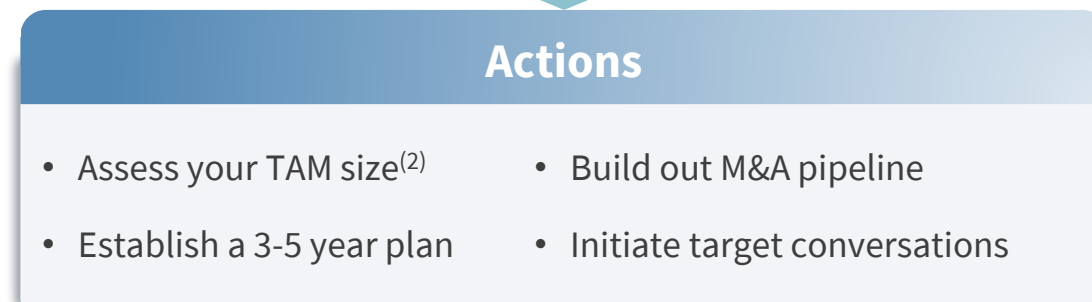 Actions
• Assess your TAM size(2)
• Establish a 3-5 year plan
• Build out M&A pipeline
• Initiate target conversations